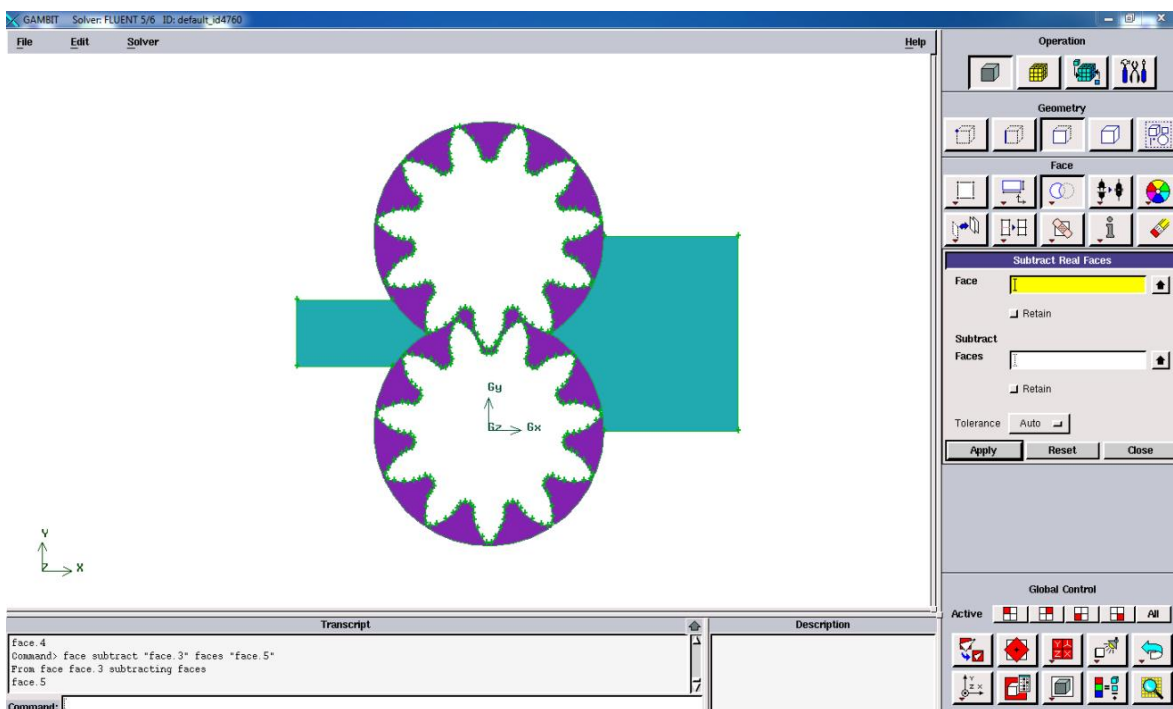 GAMBIT Solver: FLUENT 5/6 ID: default_id4760
File Edit Solver Help
Operation
Geometry
Face
Subtract Real Faces
Face
Retain
Subtract
Faces
Retain
Tolerance Auto
Apply Reset Close
Gy
Gz Gx
Y
Z X
Global Control
Active All
Transcript
Description
face.4
Command> face subtract "face.3" faces "face.5"
From face face.3 subtracting faces
face.5
Command: